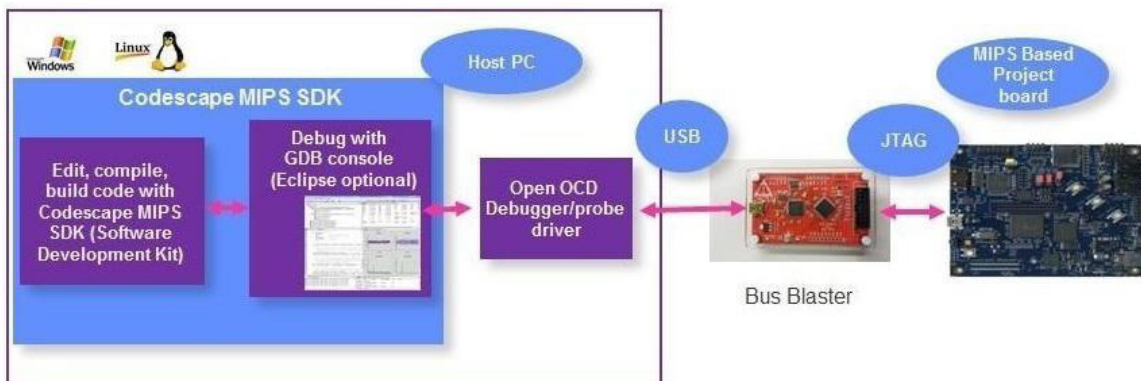 Windows
Linux
Host PC
MIPS Based
Project
board
Codescape MIPS SDK
USB
JTAG
Edit, compile,
build code with
Codescape MIPS
SDK (Software
Development Kit)
Debug with
GDB console
(Eclipse optional)
Open OCD
Debugger/probe
driver
Bus Blaster